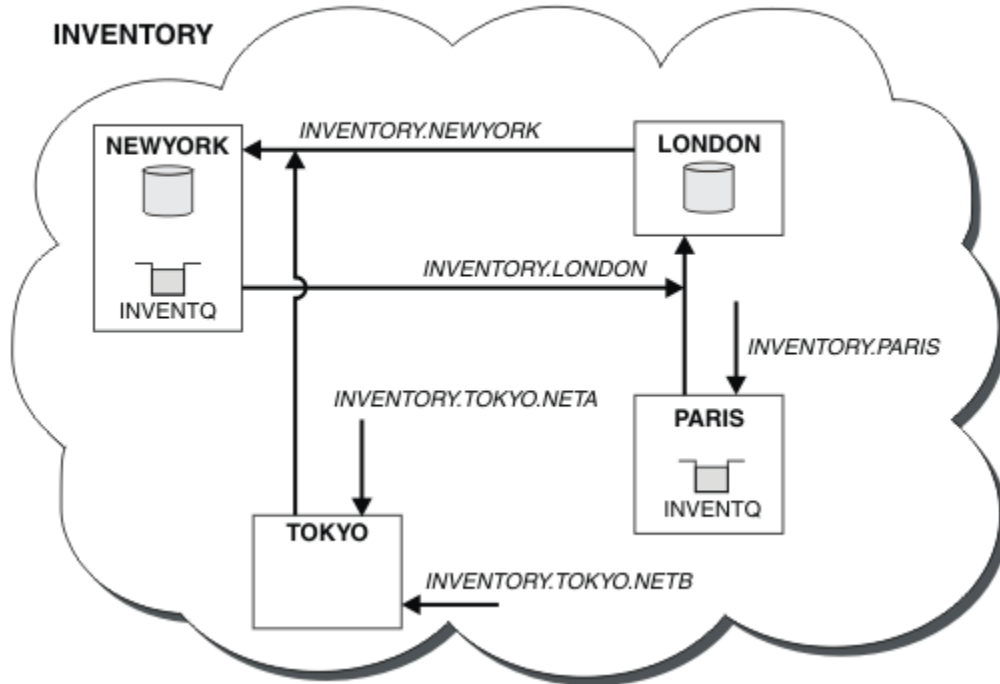 INVENTORY
INVENTORY.NEWYORK
NEWYORK
LONDON
INVENTORY.LONDON
INVENTQ
INVENTORY.PARIS
INVENTORY.TOKYO.NETA
PARIS
INVENTQ
TOKYO
INVENTORY.TOKYO.NETB